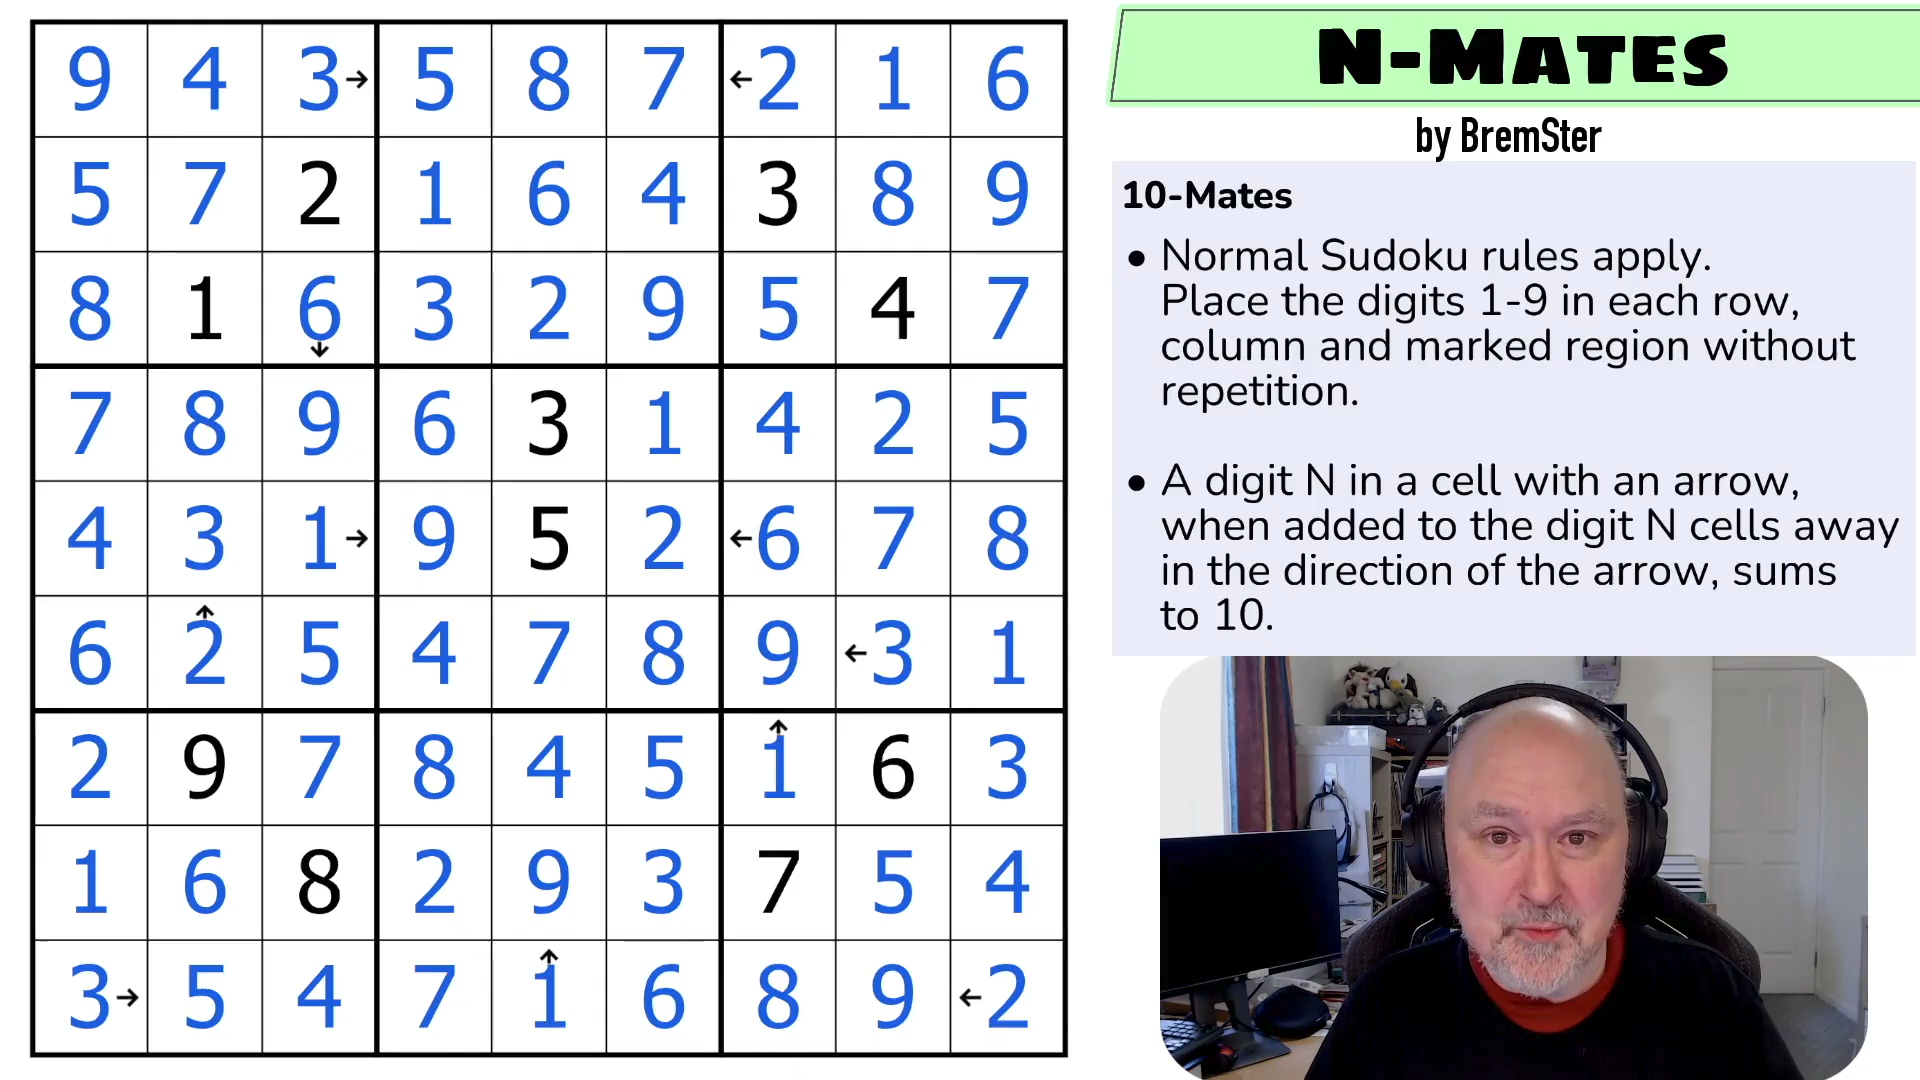 N-MATES
by BremSter
10-Mates
• Normal Sudoku rules apply.
Place the digits 1-9 in each row,
column and marked region without
repetition.
• A digit N in a cell with an arrow,
when added to the digit N cells away
in the direction of the arrow, sums
to 10.
9 4 3→ 5 8 7 ←2 1 6
5 7 2 1 6 4 3 8 9
8 1 6↓ 3 2 9 5 4 7
7 8 9 6 3 1 4 2 5
4 3 1→ 9 5 2 ←6 7 8
6 ↑2 5 4 7 8 9 ←3 1
2 9 7 8 4 5 ↑1 6 3
1 6 8 2 9 3 7 5 4
3→ 5 4 7 ↑1 6 8 9 ←2